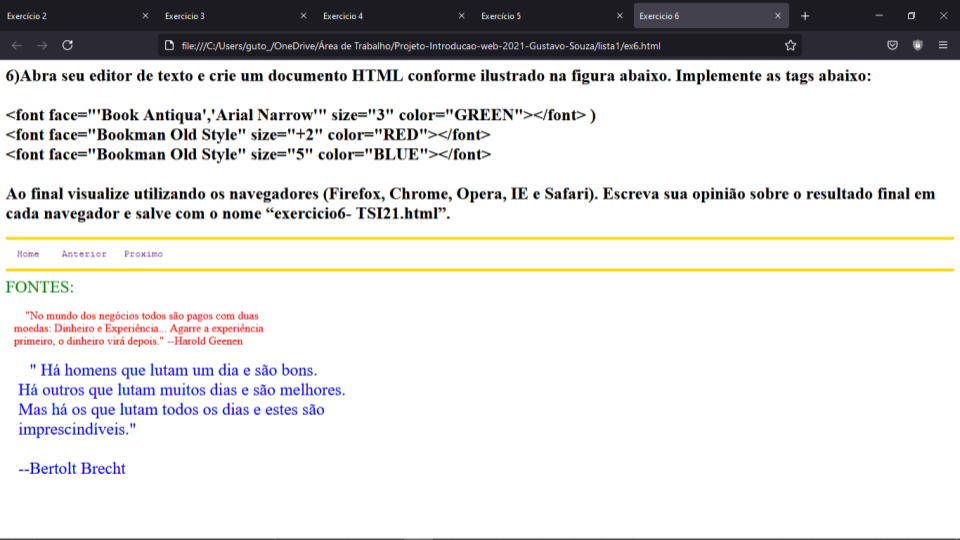 Exercício 2
Exercicio 3
Exercicio 4
Exercício 5
Exercicio 6
file:///C:/Users/guto_/OneDrive/Área de Trabalho/Projeto-Introducao-web-2021-Gustavo-Souza/lista1/ex6.html
6)Abra seu editor de texto e crie um documento HTML conforme ilustrado na figura abaixo. Implemente as tags abaixo:
<font face="'Book Antiqua','Arial Narrow'" size="3" color="GREEN"></font> )
<font face="Bookman Old Style" size="+2" color="RED"></font>
<font face="Bookman Old Style" size="5" color="BLUE"></font>
Ao final visualize utilizando os navegadores (Firefox, Chrome, Opera, IE e Safari). Escreva sua opinião sobre o resultado final em
cada navegador e salve com o nome “exercicio6- TSI21.html”.
Home Anterior Proximo
FONTES:
"No mundo dos negócios todos são pagos com duas
moedas: Dinheiro e Experiência... Agarre a experiência
primeiro, o dinheiro virá depois." --Harold Geenen
" Há homens que lutam um dia e são bons.
Há outros que lutam muitos dias e são melhores.
Mas há os que lutam todos os dias e estes são
imprescindíveis."
--Bertolt Brecht